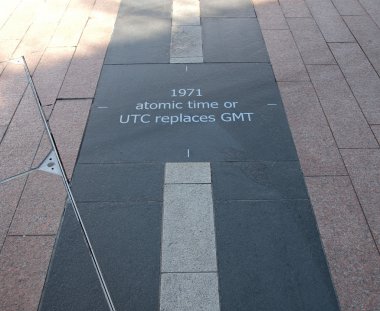 1971
atomic time or
UTC replaces GMT